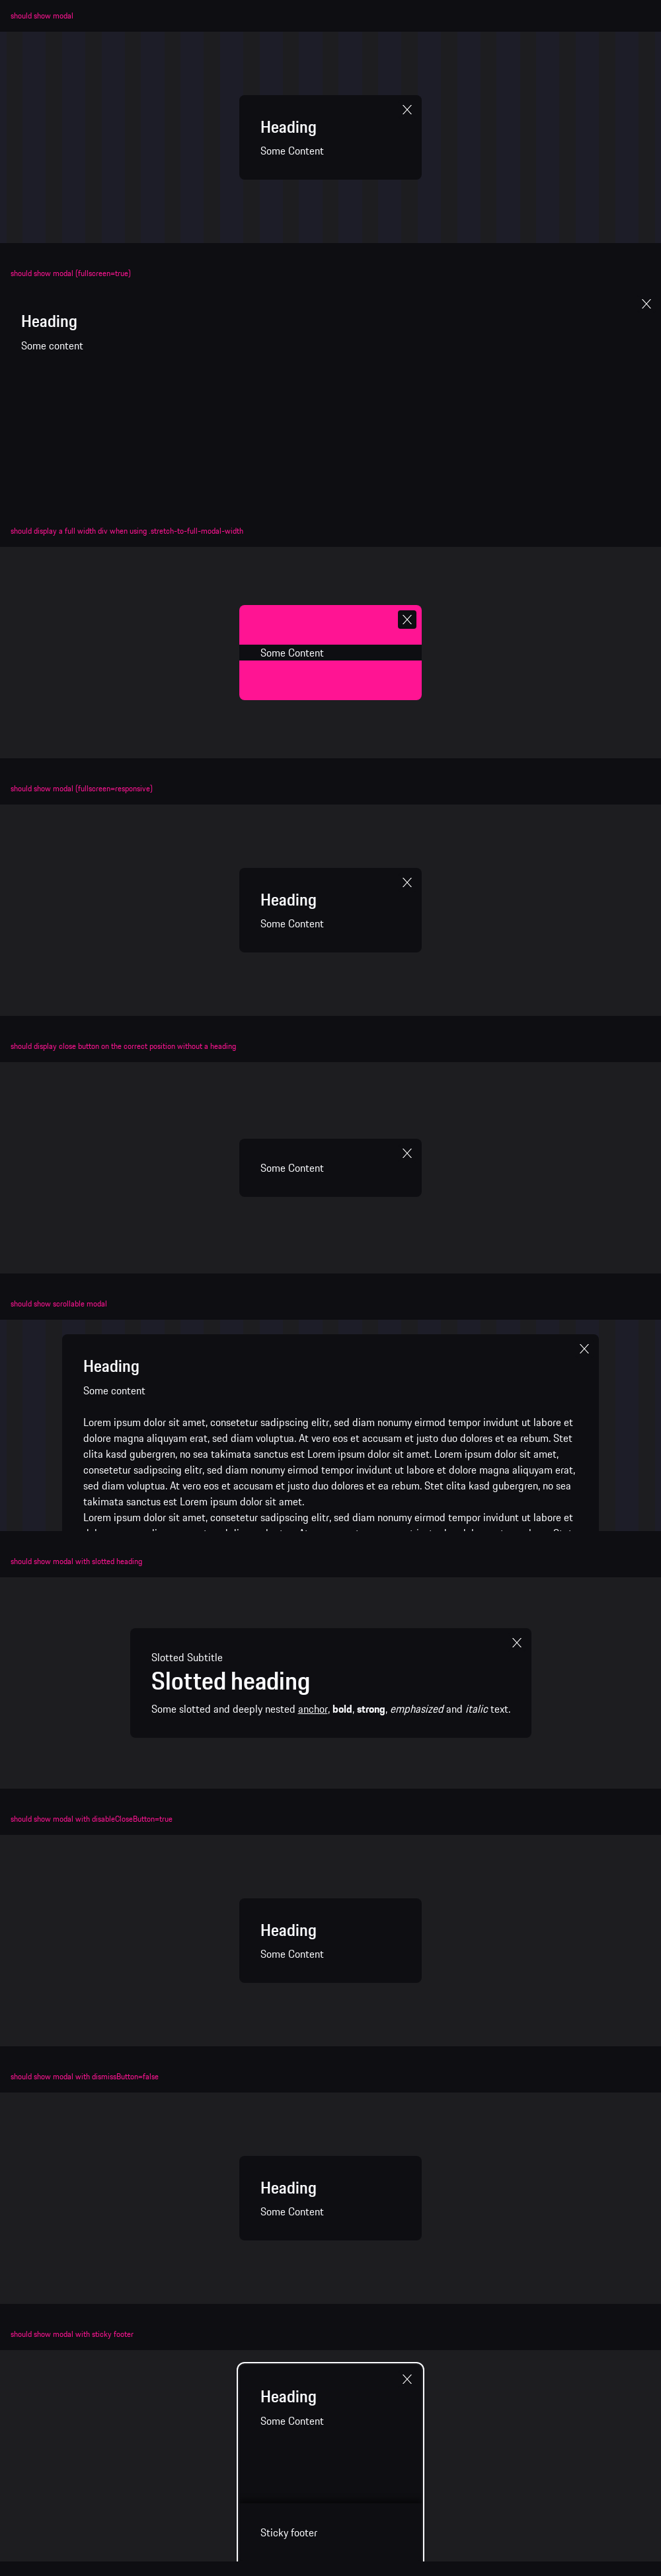 should show modal
Heading
Some Content
should show modal (fullscreen=true)
Heading
Some content
should display a full width div when using .stretch-to-full-modal-width
Some Content
should show modal (fullscreen=responsive)
Heading
Some Content
should display close button on the correct position without a heading
Some Content
should show scrollable modal
Heading
Some content
Lorem ipsum dolor sit amet, consetetur sadipscing elitr, sed diam nonumy eirmod tempor invidunt ut labore et
dolore magna aliquyam erat, sed diam voluptua. At vero eos et accusam et justo duo dolores et ea rebum. Stet
clita kasd gubergren, no sea takimata sanctus est Lorem ipsum dolor sit amet. Lorem ipsum dolor sit amet,
consetetur sadipscing elitr, sed diam nonumy eirmod tempor invidunt ut labore et dolore magna aliquyam erat,
sed diam voluptua. At vero eos et accusam et justo duo dolores et ea rebum. Stet clita kasd gubergren, no sea
takimata sanctus est Lorem ipsum dolor sit amet.
Lorem ipsum dolor sit amet, consetetur sadipscing elitr, sed diam nonumy eirmod tempor invidunt ut labore et
should show modal with slotted heading
Slotted Subtitle
Slotted heading
Some slotted and deeply nested anchor, bold, strong, emphasized and italic text.
should show modal with disableCloseButton=true
Heading
Some Content
should show modal with dismissButton=false
Heading
Some Content
should show modal with sticky footer
Heading
Some Content
Sticky footer